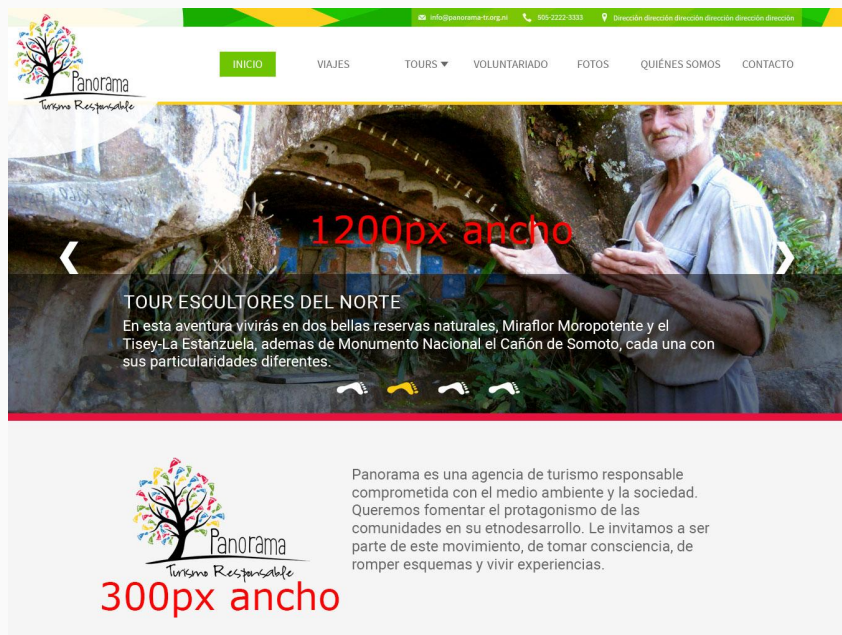 info@panorama-tr.org.ni 505-2222-3333 Dirección dirección dirección dirección dirección dirección
Panorama
Turismo Responsable
INICIO VIAJES TOURS VOLUNTARIADO FOTOS QUIÉNES SOMOS CONTACTO
1200px ancho
TOUR ESCULTORES DEL NORTE
En esta aventura vivirás en dos bellas reservas naturales, Miraflor Moropotente y el
Tisey-La Estanzuela, ademas de Monumento Nacional el Cañón de Somoto, cada una con
sus particularidades diferentes.
Panorama
Turismo Responsable
300px ancho
Panorama es una agencia de turismo responsable
comprometida con el medio ambiente y la sociedad.
Queremos fomentar el protagonismo de las
comunidades en su etnodesarrollo. Le invitamos a ser
parte de este movimiento, de tomar consciencia, de
romper esquemas y vivir experiencias.